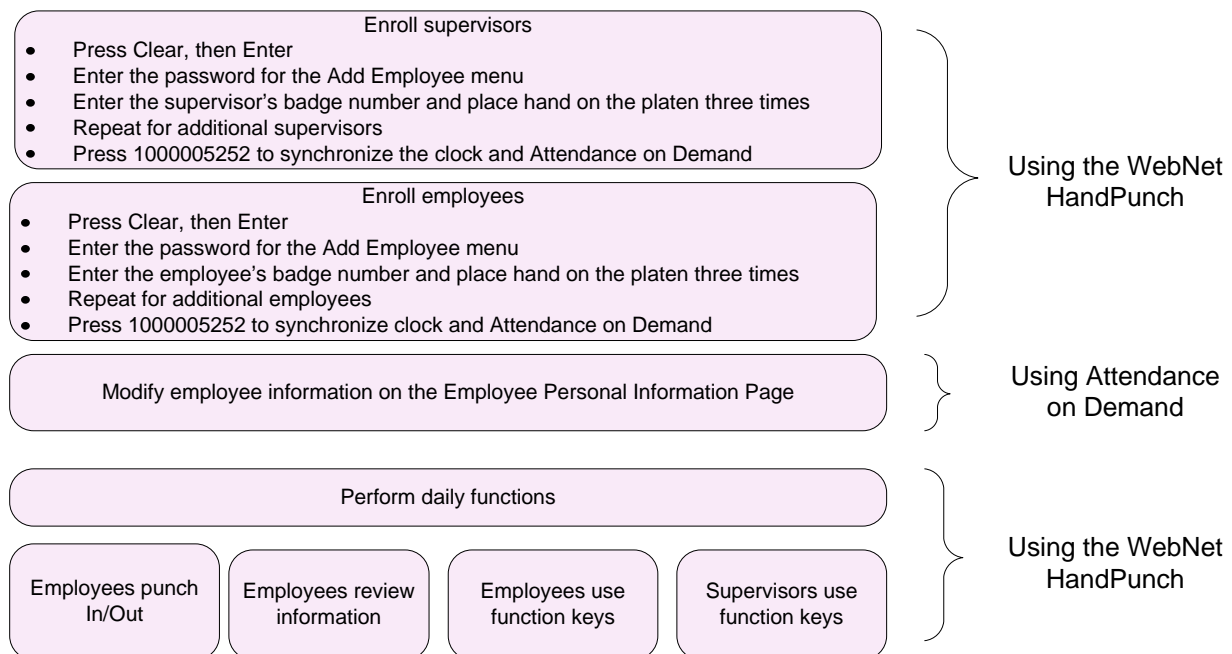 Enroll supervisors
• Press Clear, then Enter
• Enter the password for the Add Employee menu
• Enter the supervisor’s badge number and place hand on the platen three times
• Repeat for additional supervisors
• Press 1000005252 to synchronize the clock and Attendance on Demand
Using the WebNet
HandPunch
Enroll employees
• Press Clear, then Enter
• Enter the password for the Add Employee menu
• Enter the employee’s badge number and place hand on the platen three times
• Repeat for additional employees
• Press 1000005252 to synchronize clock and Attendance on Demand
Modify employee information on the Employee Personal Information Page
Using Attendance
on Demand
Perform daily functions
Employees punch
In/Out
Employees review
information
Employees use
function keys
Supervisors use
function keys
Using the WebNet
HandPunch